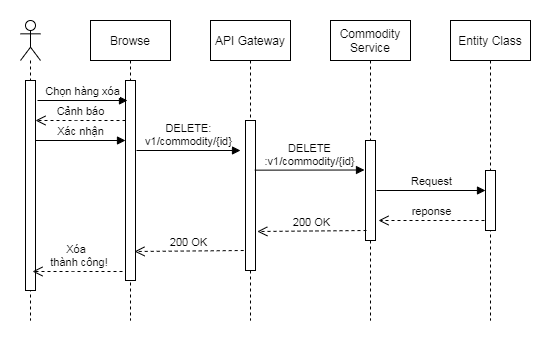 Browse
API Gateway
Commodity
Service
Entity Class
Chọn hàng xóa
Cảnh báo
Xác nhận
DELETE:
v1/commodity/{id}
DELETE
:v1/commodity/{id}
Request
reponse
200 OK
200 OK
Xóa
thành công!